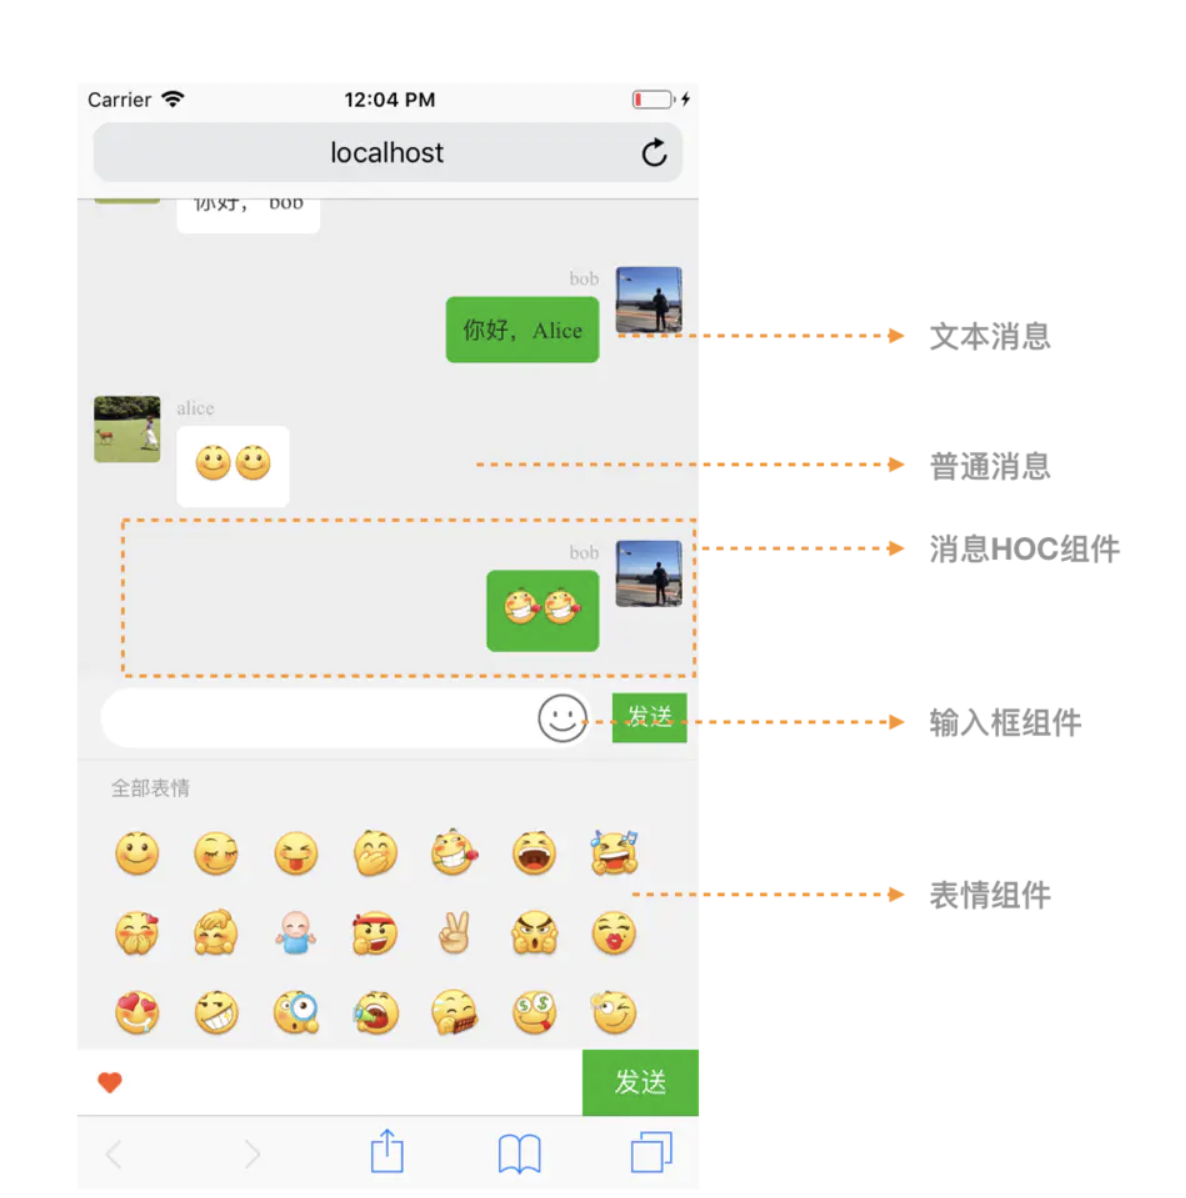 Carrier
12:04 PM
localhost
你好， bob
bob
你好，Alice
文本消息
alice
普通消息
bob
消息HOC组件
发送
输入框组件
全部表情
表情组件
发送